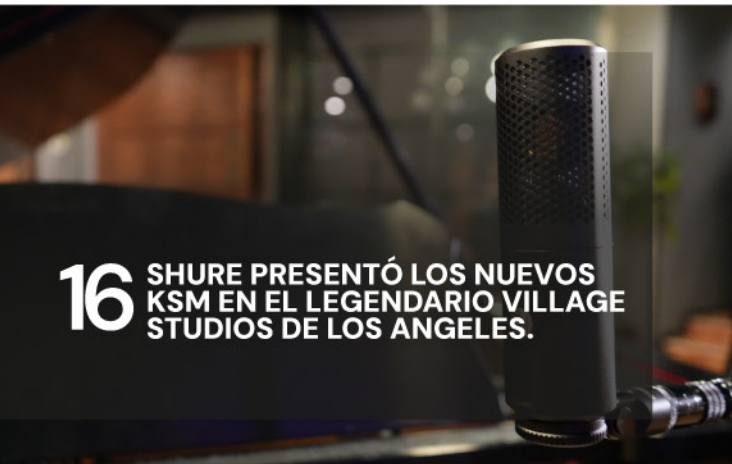 16
SHURE PRESENTÓ LOS NUEVOS
KSM EN EL LEGENDARIO VILLAGE
STUDIOS DE LOS ANGELES.